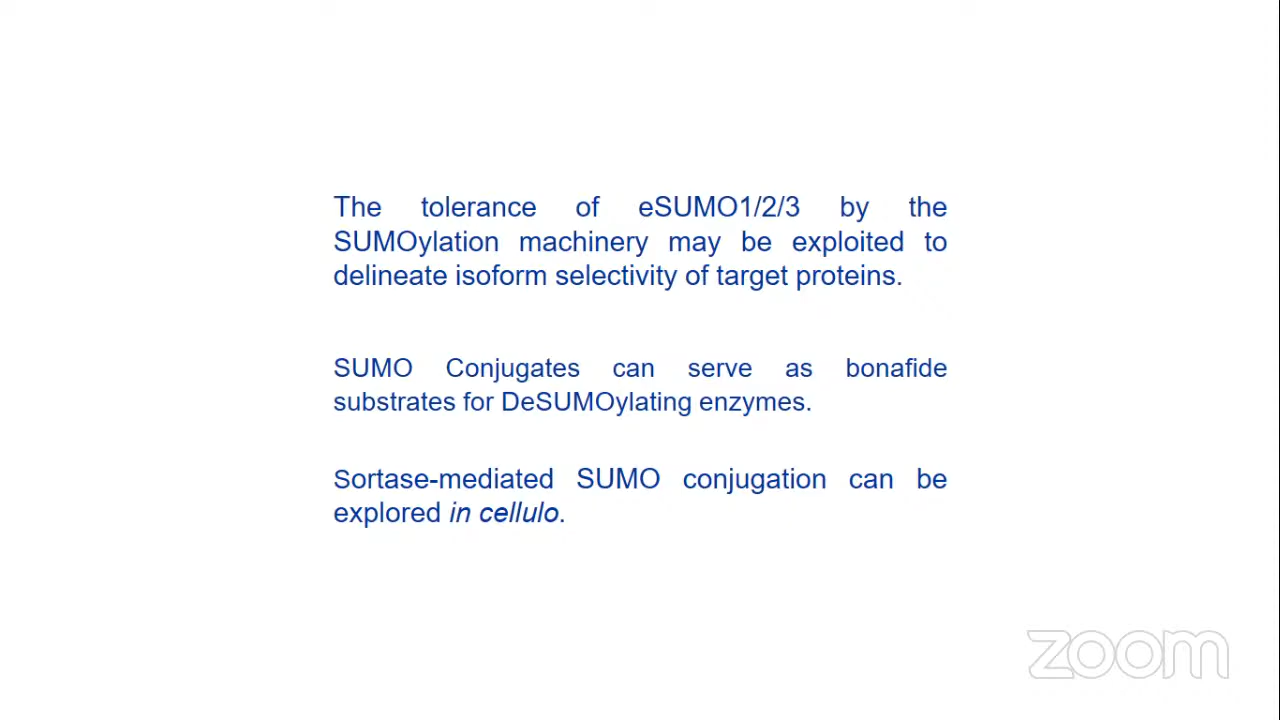 The tolerance of eSUMO1/2/3 by the
SUMOylation machinery may be exploited to
delineate isoform selectivity of target proteins.
SUMO Conjugates can serve as bonafide
substrates for DeSUMOylating enzymes.
Sortase-mediated SUMO conjugation can be
explored in cellulo.
zoom